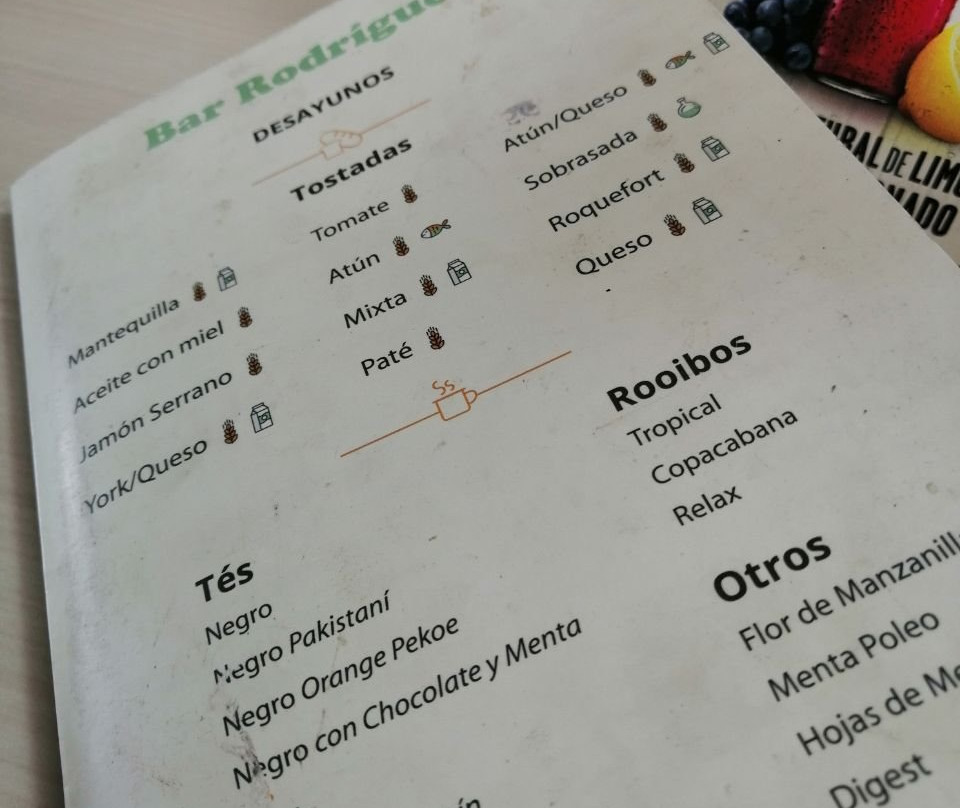 Bar Rodrígue
DESAYUNOS
Tostadas
Mantequilla
Aceite con miel
Jamón Serrano
York/Queso
Tomate
Atún
Mixta
Paté
Atún/Queso
Sobrasada
Roquefort
Queso
Tés
Negro
Negro Pakistaní
Negro Orange Pekoe
Negro con Chocolate y Menta
Rooibos
Tropical
Copacabana
Relax
Otros
Flor de Manzanill
Menta Poleo
Hojas de Me
Digest
DE LIM